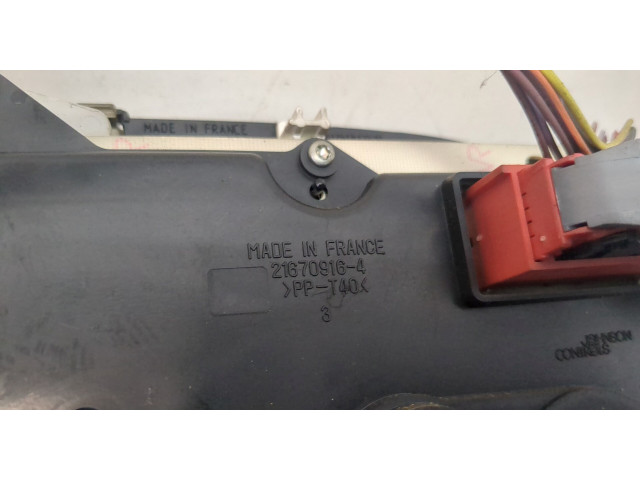 MADE IN FRANCE
MADE IN FRANCE
21670916-4
>PP-T40<
3
JOHNSON
CONTROLS